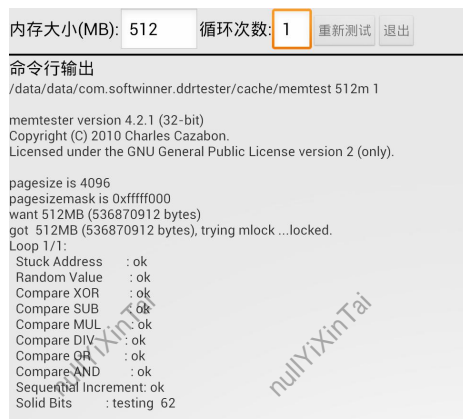 内存大小(MB): 512 循环次数: 1 重新测试 退出
命令行输出
/data/data/com.softwinner.ddrtester/cache/memtest 512m 1
memtester version 4.2.1 (32-bit)
Copyright (C) 2010 Charles Cazabon.
Licensed under the GNU General Public License version 2 (only).
pagesize is 4096
pagesizemask is 0xfffff000
want 512MB (536870912 bytes)
got  512MB (536870912 bytes), trying mlock ...locked.
Loop 1/1:
Stuck Address : ok
Random Value : ok
Compare XOR : ok
Compare SUB : ok
Compare MUL : ok
Compare DIV : ok
Compare OR : ok
Compare AND : ok
Sequential Increment: ok
Solid Bits : testing 62
nullYiXinTai
nullYiXinTai